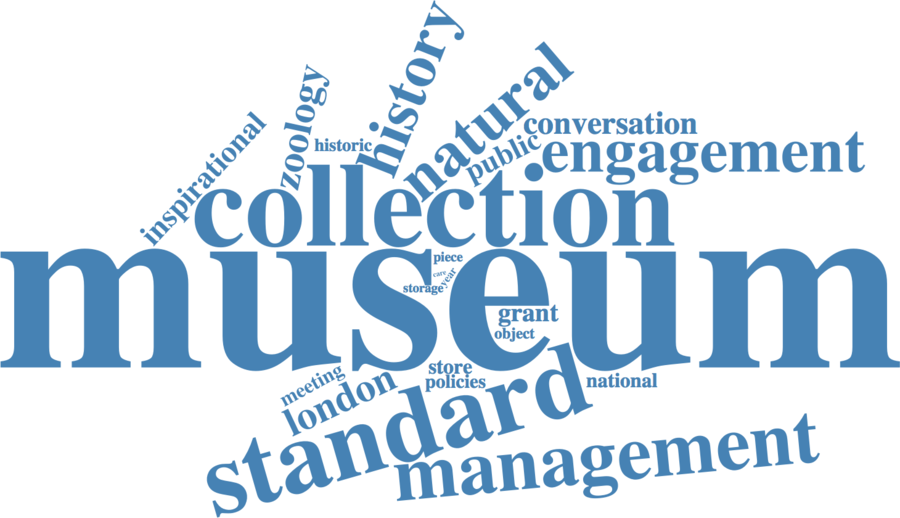 history
natural
zoology
inspirational
historic
conversation
public
engagement
collection
museum
piece
care
year
storage
grant
object
meeting
london
store
policies
national
standard
management